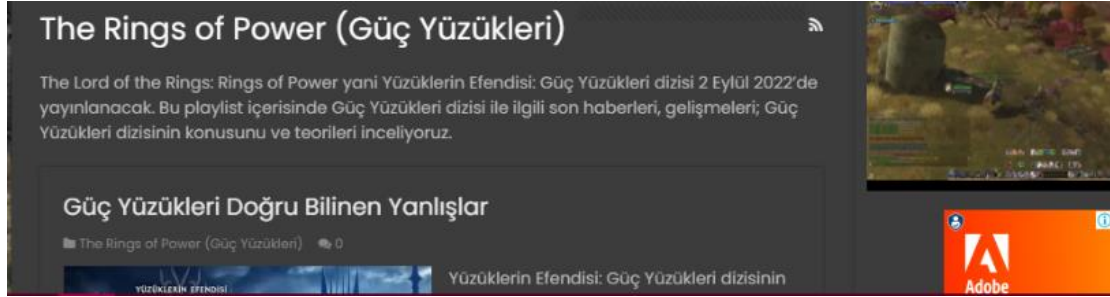 The Rings of Power (Güç Yüzükleri)
The Lord of the Rings: Rings of Power yani Yüzüklerin Efendisi: Güç Yüzükleri dizisi 2 Eylül 2022'de
yayınlanacak. Bu playlist içerisinde Güç Yüzükleri dizisi ile ilgili son haberleri, gelişmeleri; Güç
Yüzükleri dizisinin konusunu ve teorileri inceliyoruz.
Güç Yüzükleri Doğru Bilinen Yanlışlar
The Rings of Power (Güç Yüzükleri) 0
YÜZÜKLERİN EFENDİSİ
Yüzüklerin Efendisi: Güç Yüzükleri dizisinin
Adobe